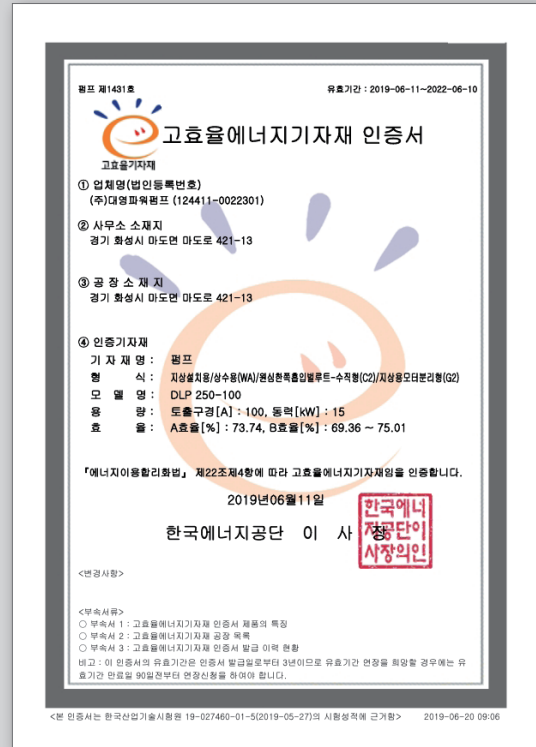 펌프 제1431호
유효기간 : 2019-06-11~2022-06-10
고효율에너지기자재 인증서
고효율기자재
① 업체명(법인등록번호)
(주)대영파워펌프 (124411-0022301)
② 사무소 소재지
경기 화성시 마도면 마도로 421-13
③ 공 장 소 재 지
경기 화성시 마도면 마도로 421-13
④ 인증기자재
기 자 재 명 : 펌프
형 식 : 지상설치용/상수용(WA)/원심한쪽흡입벌루트-수직형(C2)/지상용모터분리형(G2)
모 델 명 : DLP 250-100
용 량 : 토출구경[A] : 100, 동력[kW] : 15
효 율 : A효율[%] : 73.74, B효율[%] : 69.36 ~ 75.01
「에너지이용합리화법」 제22조제4항에 따라 고효율에너지기자재임을 인증합니다.
2019년06월11일
한국에너지공단 이 사 장
한국에너
지공단이
사장의인
<변경사항>
<부속서류>
○ 부속서 1 : 고효율에너지기자재 인증서 제품의 특징
○ 부속서 2 : 고효율에너지기자재 공장 목록
○ 부속서 3 : 고효율에너지기자재 인증서 발급 이력 현황
비고 : 이 인증서의 유효기간은 인증서 발급일로부터 3년이므로 유효기간 연장을 희망할 경우에는 유
효기간 만료일 90일전부터 연장신청을 하여야 합니다.
<본 인증서는 한국산업기술시험원 19-027460-01-5(2019-05-27)의 시험성적에 근거함>
2019-06-20 09:06